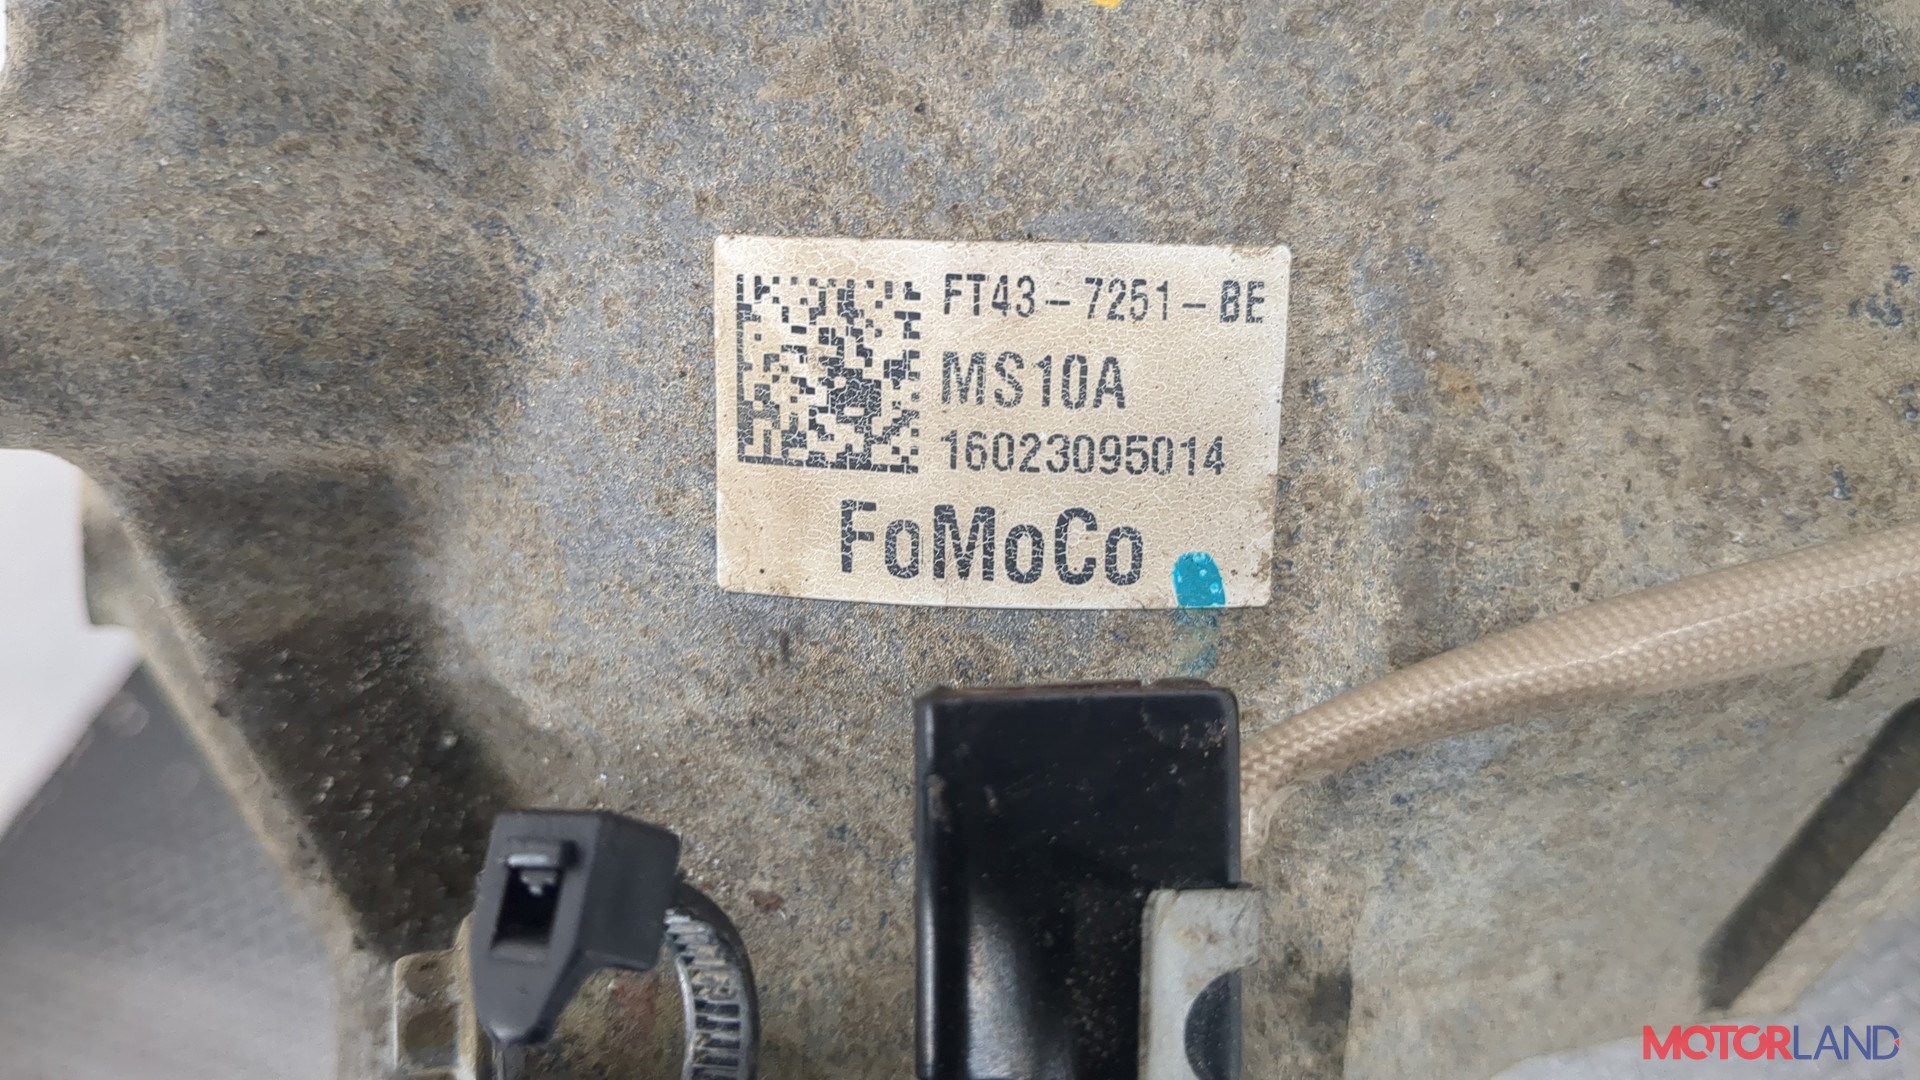 FT43-7251-BE
MS10A
16023095014
FoMoCo
MOTORLAND